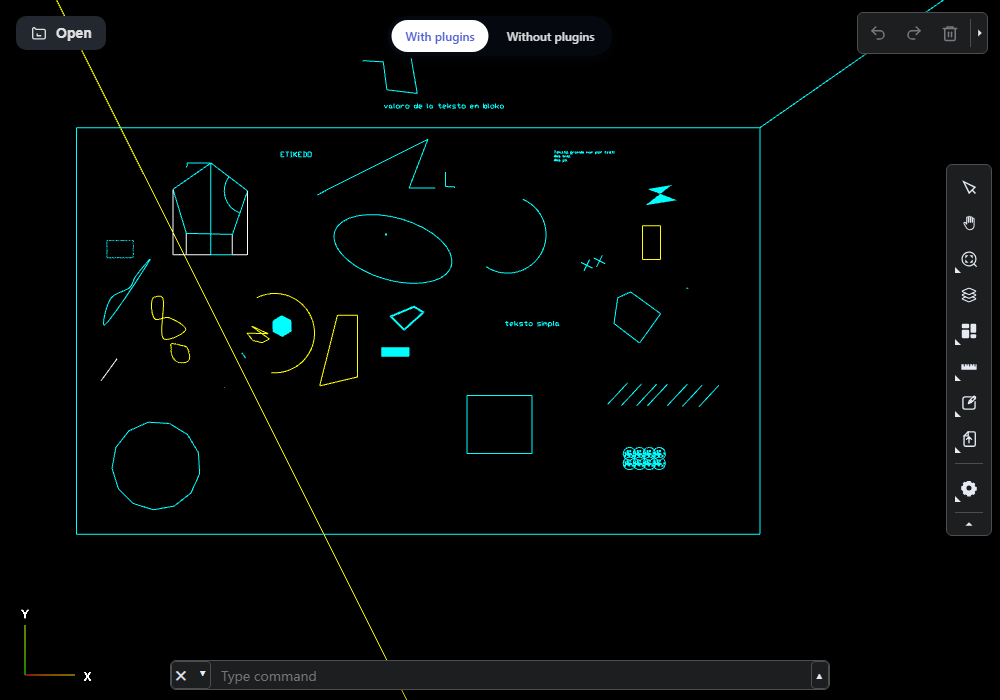 Open
With plugins
Without plugins
valoro de la teksto en bloko
ETIKEDO
teksto simpla
Y
X
Type command